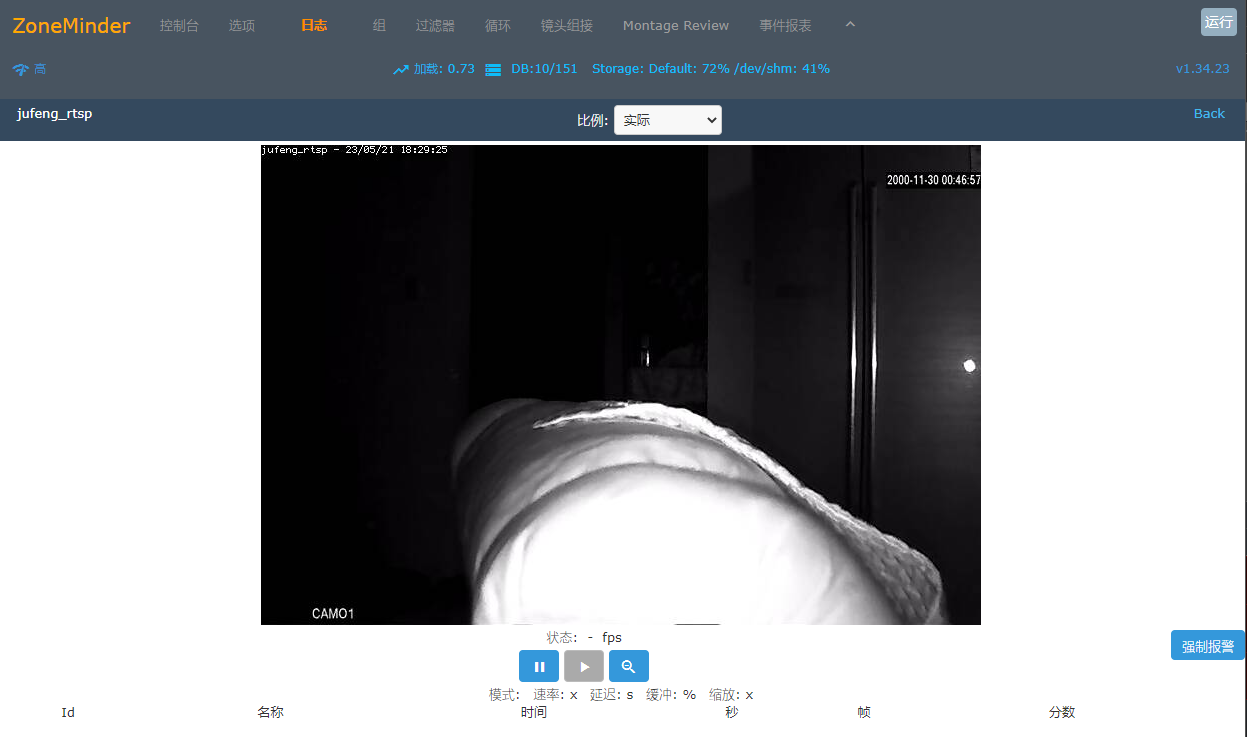 ZoneMinder 控制台 选项 日志 组 过滤器 循环 镜头组接 Montage Review 事件报表 运行
高 加载: 0.73 DB:10/151 Storage: Default: 72% /dev/shm: 41% v1.34.23
jufeng_rtsp 比例: 实际 Back
jufeng_rtsp - 23/05/21 18:29:25
2000-11-30 00:46:57
CAM01
状态: - fps
强制报警
模式: 速率: x 延迟: s 缓冲: % 缩放: x
Id 名称 时间 秒 帧 分数